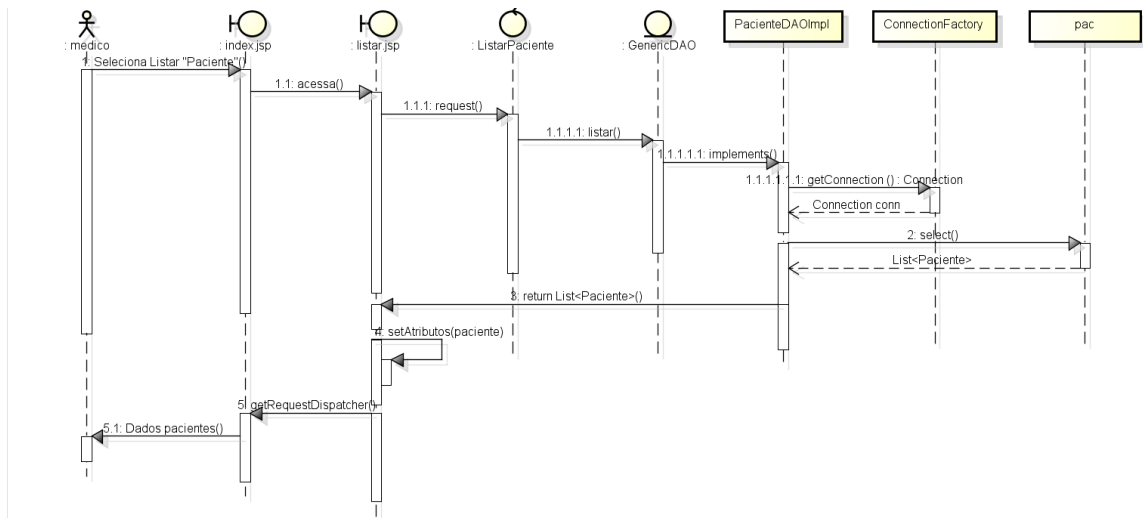 : medico
: index.jsp
: listar.jsp
: ListarPaciente
: GenericDAO
PacienteDAOImpl
ConnectionFactory
pac
1: Seleciona Listar "Paciente"()
1.1: acessa()
1.1.1: request()
1.1.1.1: listar()
1.1.1.1.1: implements()
1.1.1.1.1.1: getConnection () : Connection
Connection conn
2: select()
List<Paciente>
3: return List<Paciente>()
4: setAtributos(paciente)
5: getRequestDispatcher()
5.1: Dados pacientes()